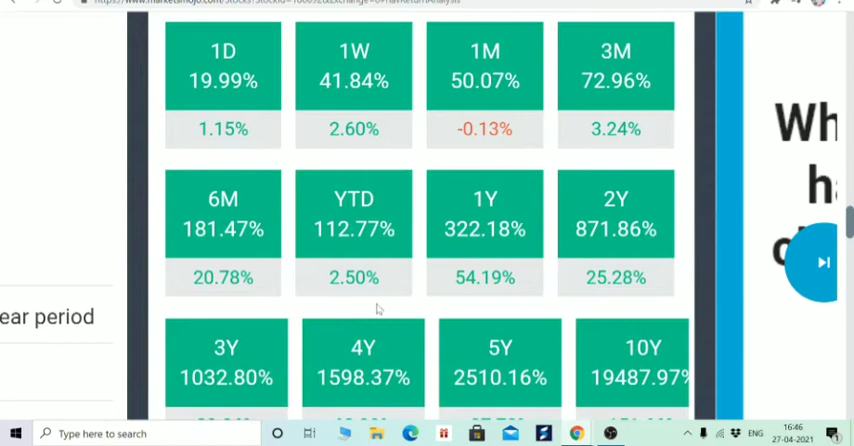 1D 1W 1M 3M
19.99% 41.84% 50.07% 72.96%
1.15% 2.60% -0.13% 3.24%
6M YTD 1Y 2Y
181.47% 112.77% 322.18% 871.86%
20.78% 2.50% 54.19% 25.28%
ear period
3Y 4Y 5Y 10Y
1032.80% 1598.37% 2510.16% 19487.97%
Wh
h
Type here to search
ENG
16:46
27-04-2021